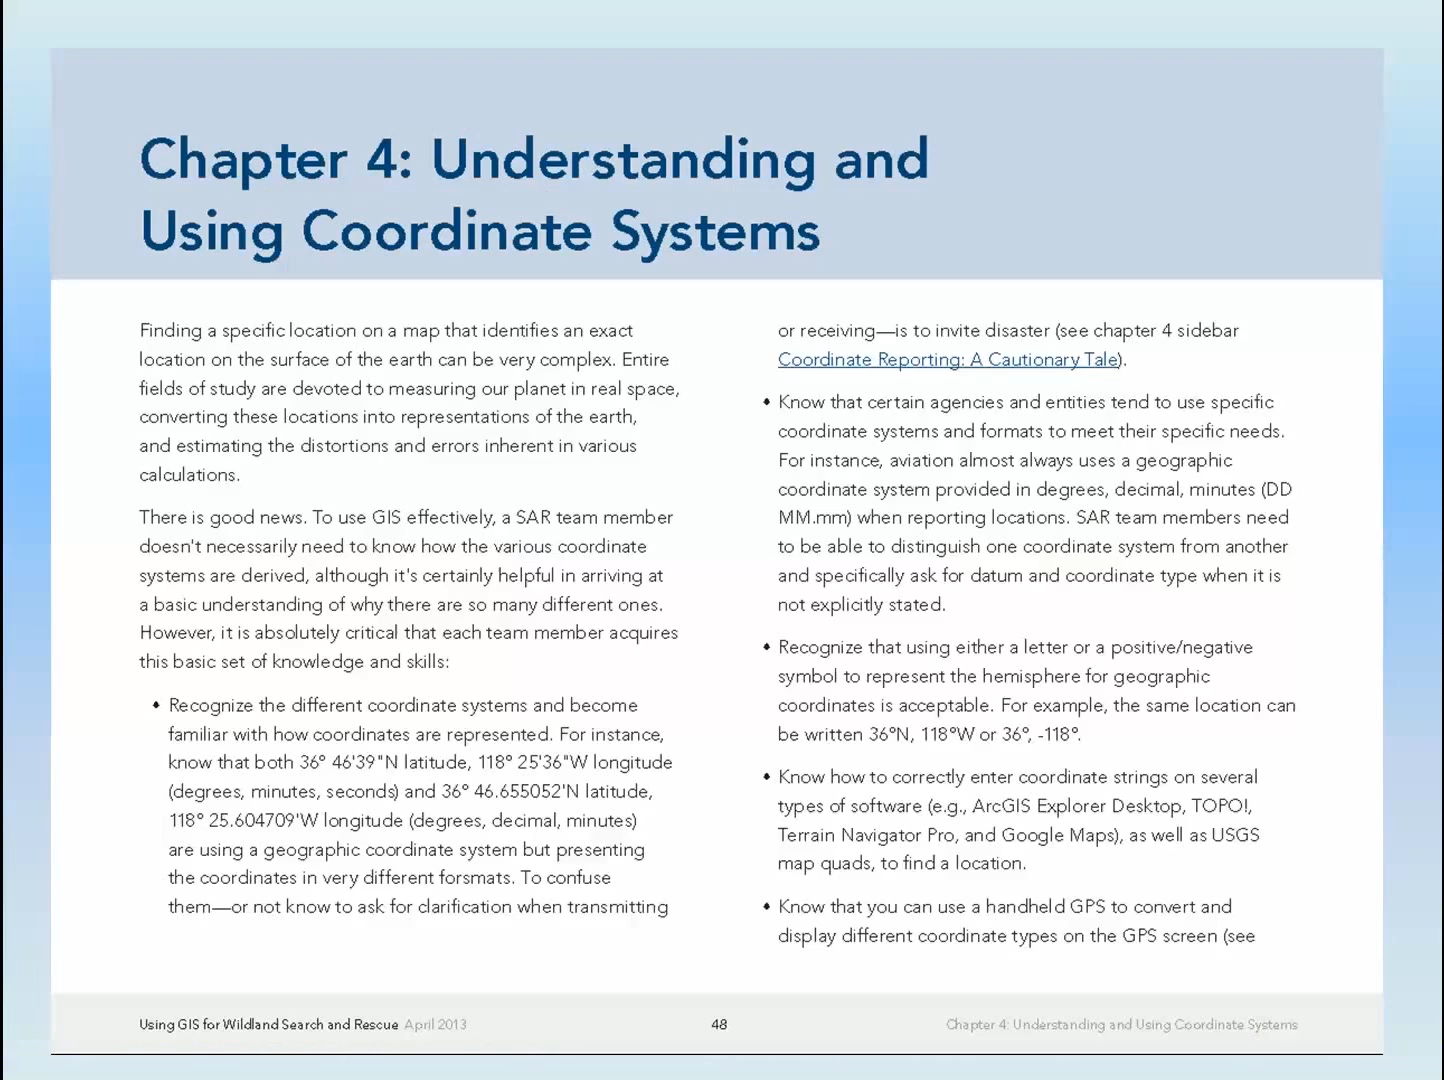 Chapter 4: Understanding and
Using Coordinate Systems
Finding a specific location on a map that identifies an exact
location on the surface of the earth can be very complex. Entire
fields of study are devoted to measuring our planet in real space,
converting these locations into representations of the earth,
and estimating the distortions and errors inherent in various
calculations.
There is good news. To use GIS effectively, a SAR team member
doesn't necessarily need to know how the various coordinate
systems are derived, although it's certainly helpful in arriving at
a basic understanding of why there are so many different ones.
However, it is absolutely critical that each team member acquires
this basic set of knowledge and skills:
• Recognize the different coordinate systems and become
familiar with how coordinates are represented. For instance,
know that both 36° 46'39"N latitude, 118° 25'36"W longitude
(degrees, minutes, seconds) and 36° 46.655052'N latitude,
118° 25.604709'W longitude (degrees, decimal, minutes)
are using a geographic coordinate system but presenting
the coordinates in very different forsmats. To confuse
them—or not know to ask for clarification when transmitting
or receiving—is to invite disaster (see chapter 4 sidebar
Coordinate Reporting: A Cautionary Tale).
• Know that certain agencies and entities tend to use specific
coordinate systems and formats to meet their specific needs.
For instance, aviation almost always uses a geographic
coordinate system provided in degrees, decimal, minutes (DD
MM.mm) when reporting locations. SAR team members need
to be able to distinguish one coordinate system from another
and specifically ask for datum and coordinate type when it is
not explicitly stated.
• Recognize that using either a letter or a positive/negative
symbol to represent the hemisphere for geographic
coordinates is acceptable. For example, the same location can
be written 36°N, 118°W or 36°, -118°.
• Know how to correctly enter coordinate strings on several
types of software (e.g., ArcGIS Explorer Desktop, TOPO!,
Terrain Navigator Pro, and Google Maps), as well as USGS
map quads, to find a location.
• Know that you can use a handheld GPS to convert and
display different coordinate types on the GPS screen (see
Using GIS for Wildland Search and Rescue April 2013
48
Chapter 4: Understanding and Using Coordinate Systems